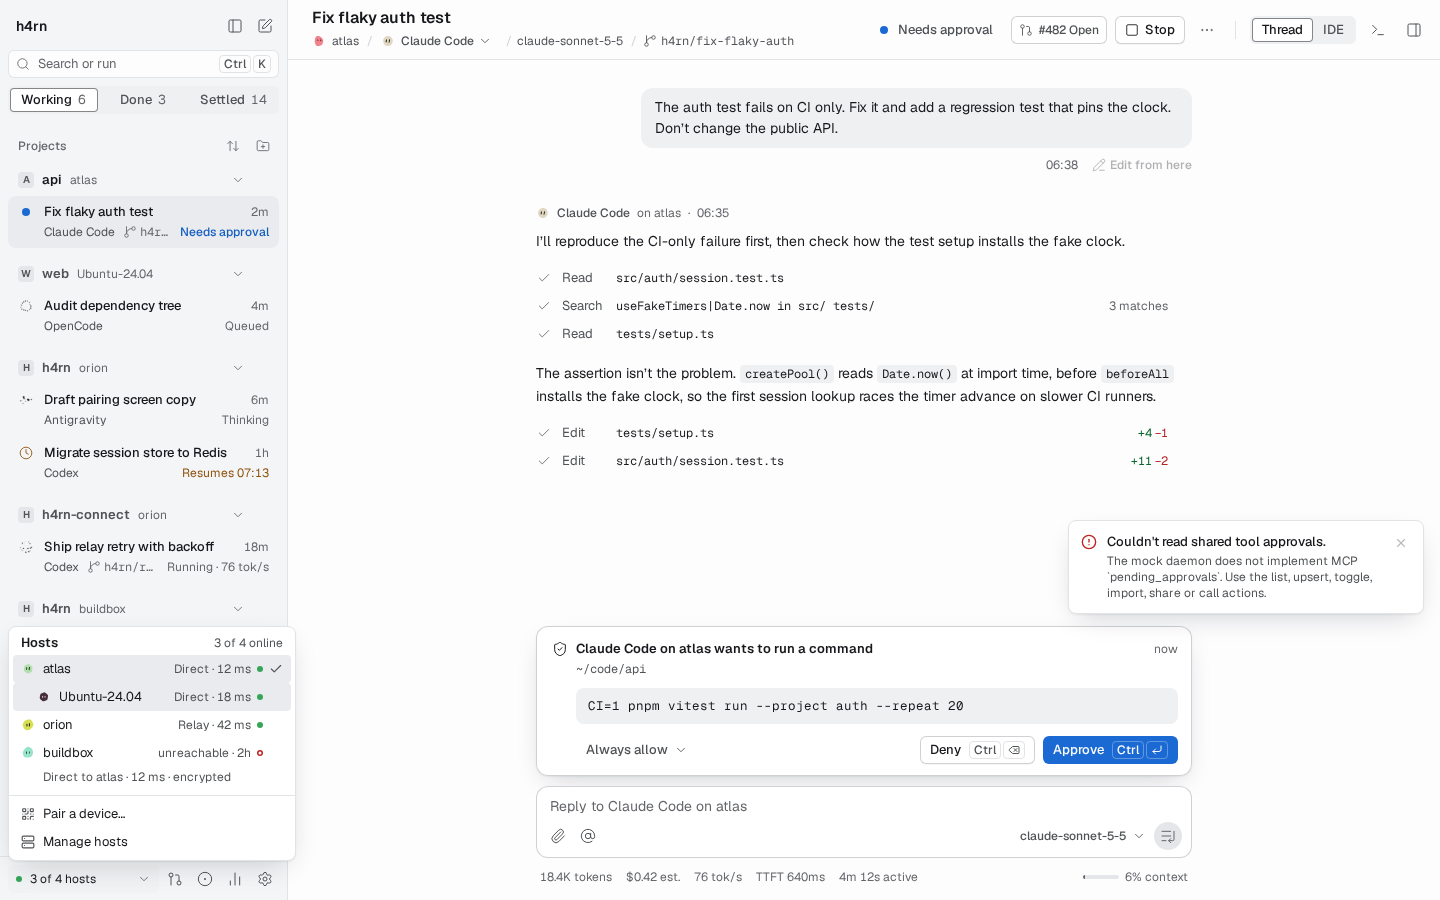 h4rn
Search or run Ctrl K
Working 6 Done 3 Settled 14
Projects
A api atlas
Fix flaky auth test 2m
Claude Code h4r… Needs approval
W web Ubuntu-24.04
Audit dependency tree 4m
OpenCode Queued
H h4rn orion
Draft pairing screen copy 6m
Antigravity Thinking
Migrate session store to Redis 1h
Codex Resumes 07:13
H h4rn-connect orion
Ship relay retry with backoff 18m
Codex h4rn/r… Running · 76 tok/s
H h4rn buildbox
Hosts 3 of 4 online
atlas Direct · 12 ms
Ubuntu-24.04 Direct · 18 ms
orion Relay · 42 ms
buildbox unreachable · 2h
Direct to atlas · 12 ms · encrypted
Pair a device…
Manage hosts
3 of 4 hosts
Fix flaky auth test
atlas / Claude Code / claude-sonnet-5-5 / h4rn/fix-flaky-auth
Needs approval #482 Open Stop Thread IDE
The auth test fails on CI only. Fix it and add a regression test that pins the clock.
Don’t change the public API.
06:38 Edit from here
Claude Code on atlas · 06:35
I’ll reproduce the CI-only failure first, then check how the test setup installs the fake clock.
Read src/auth/session.test.ts
Search useFakeTimers|Date.now in src/ tests/ 3 matches
Read tests/setup.ts
The assertion isn’t the problem. createPool() reads Date.now() at import time, before beforeAll
installs the fake clock, so the first session lookup races the timer advance on slower CI runners.
Edit tests/setup.ts +4 −1
Edit src/auth/session.test.ts +11 −2
Couldn't read shared tool approvals.
The mock daemon does not implement MCP
`pending_approvals`. Use the list, upsert, toggle,
import, share or call actions.
Claude Code on atlas wants to run a command now
~/code/api
CI=1 pnpm vitest run --project auth --repeat 20
Always allow Deny Ctrl Approve Ctrl
Reply to Claude Code on atlas
claude-sonnet-5-5
18.4K tokens $0.42 est. 76 tok/s TTFT 640ms 4m 12s active 6% context